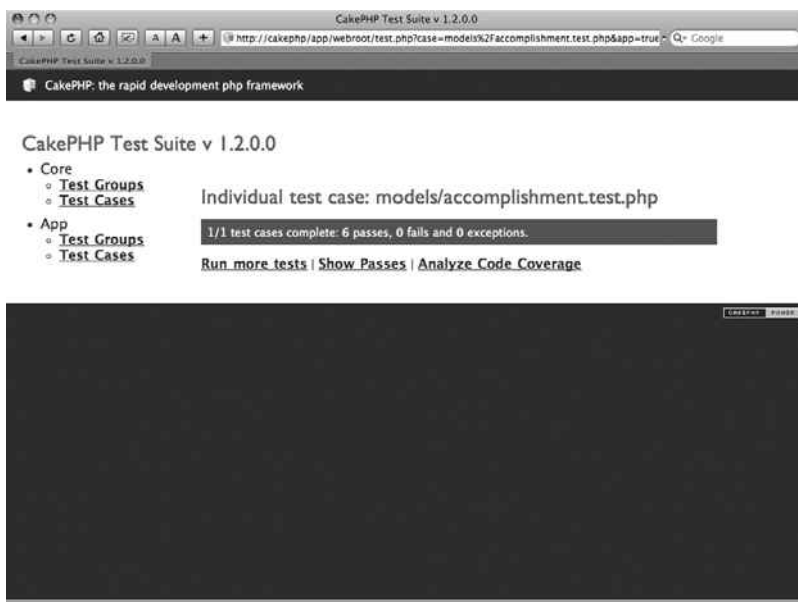 CakePHP Test Suite v 1.2.0.0
A A +
http://cakephp/app/webroot/test.php?case=models%2Faccomplishment.test.php&app=true
Google
CakePHP Test Suite v 1.2.0.0
CakePHP: the rapid development php framework
CakePHP Test Suite v 1.2.0.0
• Core
◦ Test Groups
◦ Test Cases
• App
◦ Test Groups
◦ Test Cases
Individual test case: models/accomplishment.test.php
1/1 test cases complete: 6 passes, 0 fails and 0 exceptions.
Run more tests | Show Passes | Analyze Code Coverage
CAKEPHP POWER